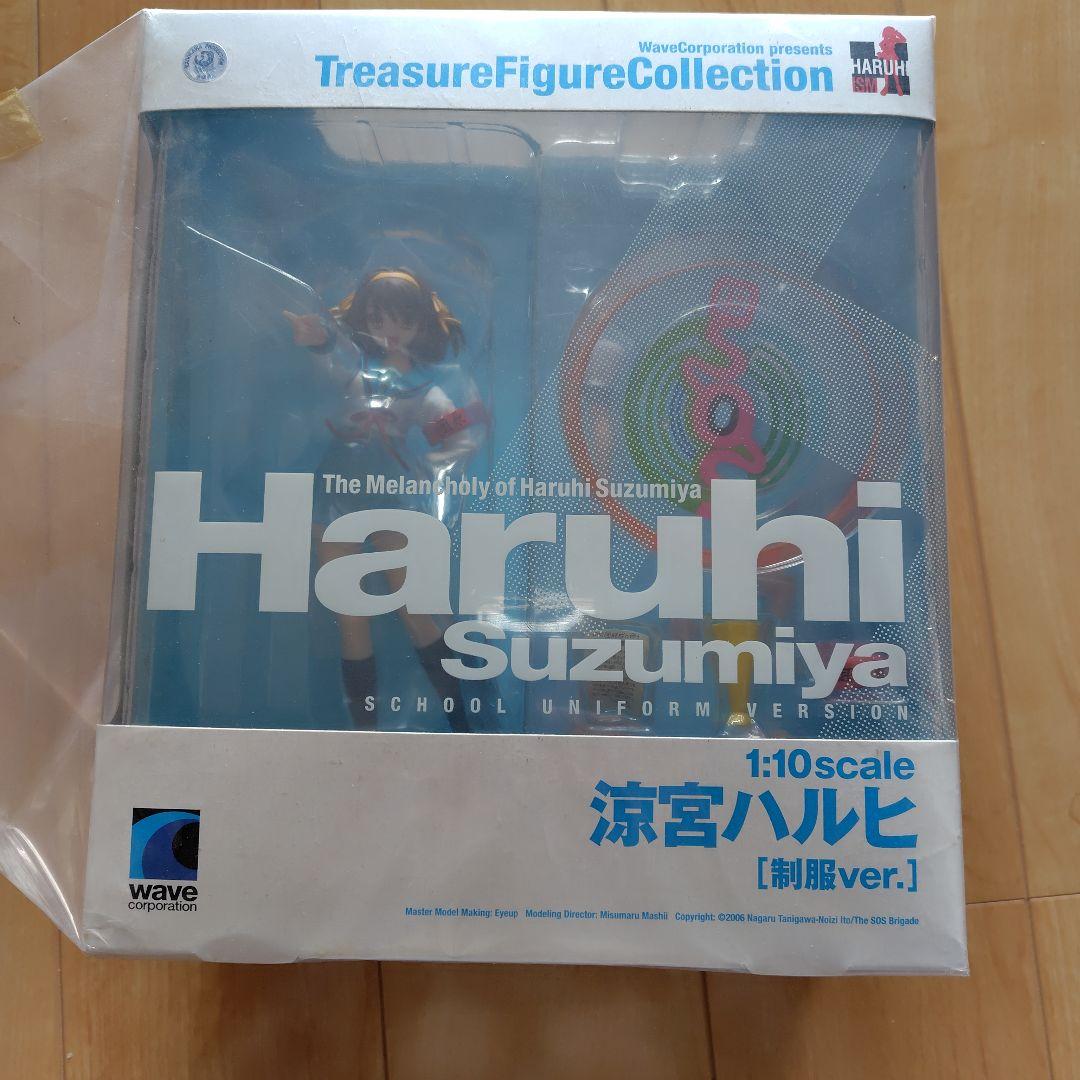 WaveCorporation presents
TreasureFigureCollection
HARUHI
ISM
The Melancholy of Haruhi Suzumiya
Haruhi
Suzumiya
SCHOOL UNIFORM VERSION
1:10scale
涼宮ハルヒ
[制服ver.]
wave
corporation
Master Model Making: Eyeup Modeling Director: Misumaru Mashii Copyright: ©2006 Nagaru Tanigawa-Noizi Ito/The SOS Brigade